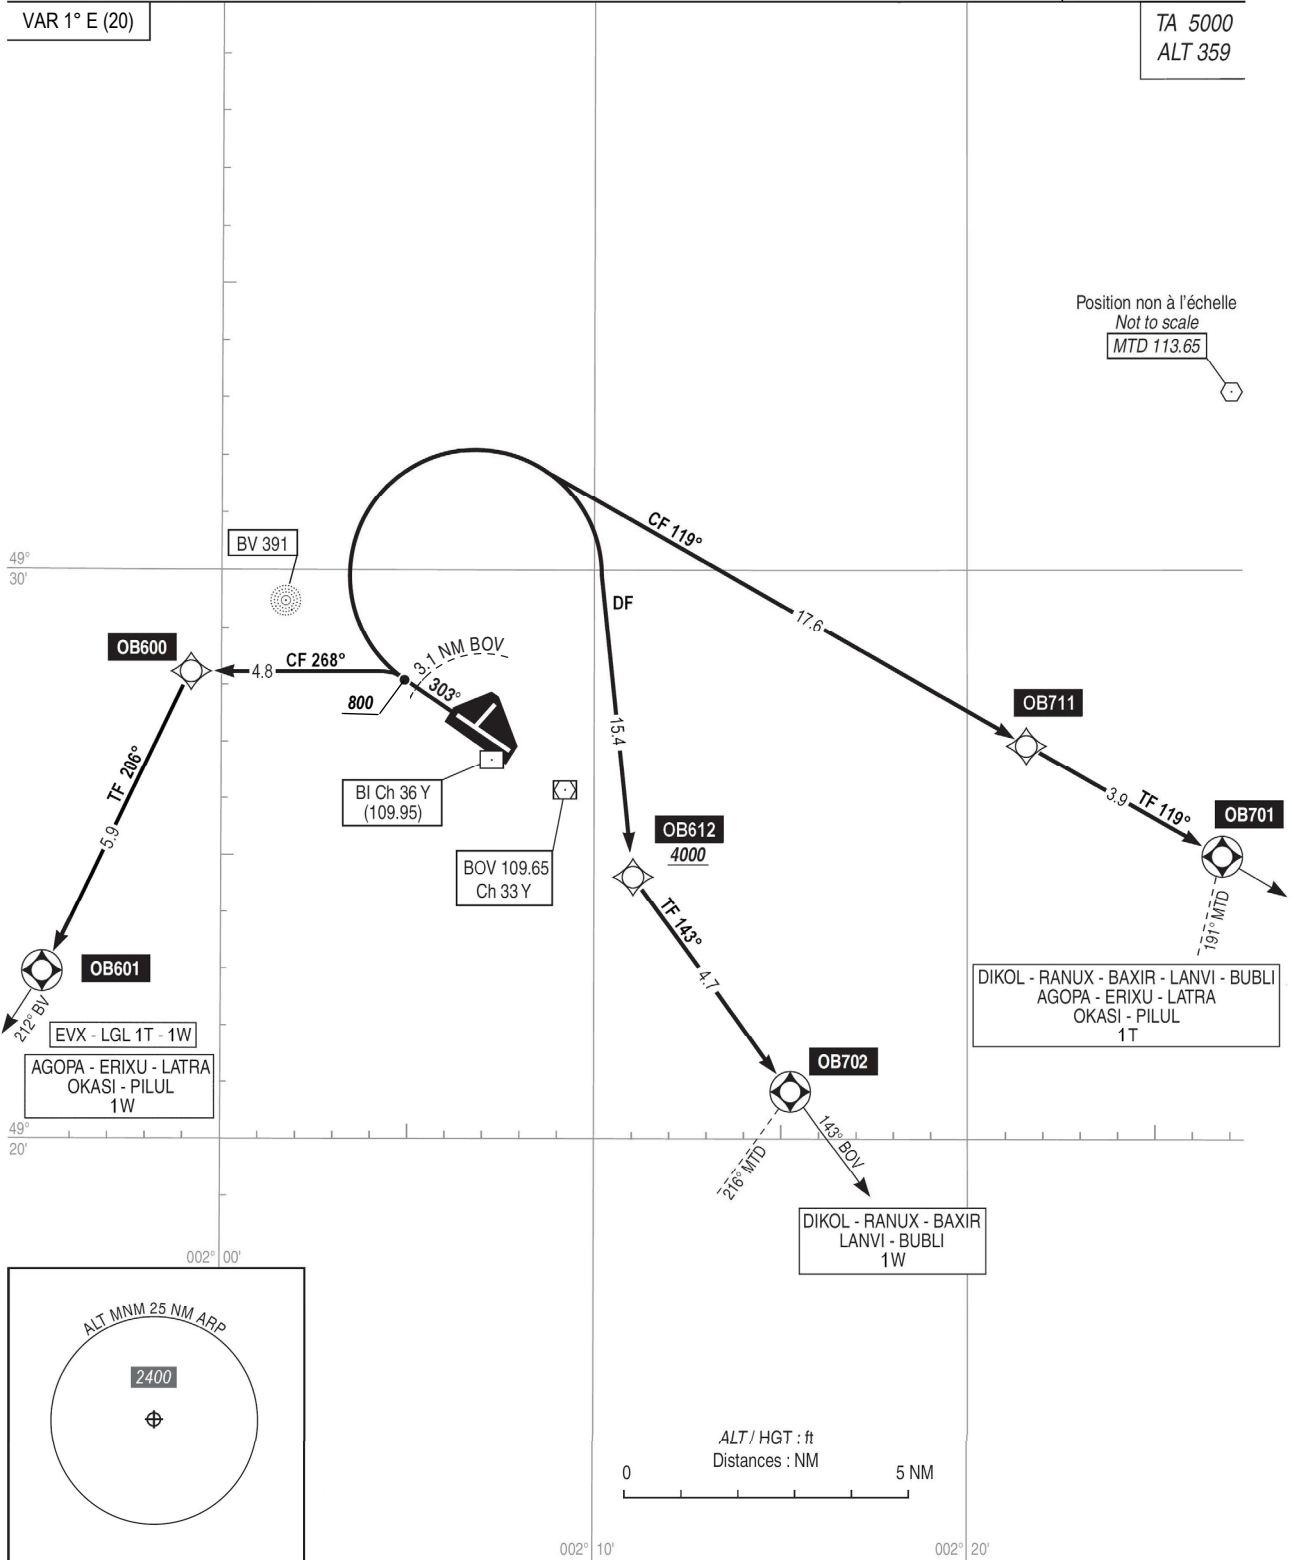 VAR 1° E (20)
TA 5000
ALT 359
Position non à l'échelle
Not to scale
MTD 113.65
CF 119°
BV 391
49°
30'
DF
17.6
OB600
3.1 NM BOV
CF 268°
4.8
303°
800
OB711
15.4
TF 206°
BI Ch 36 Y
(109.95)
3.9
TF 119°
OB701
OB612
4000
5.9
BOV 109.65
Ch 33 Y
TF 143°
191° MTD
OB601
4.7
DIKOL - RANUX - BAXIR - LANVI - BUBLI
AGOPA - ERIXU - LATRA
OKASI - PILUL
1T
212° BV
EVX - LGL 1T - 1W
AGOPA - ERIXU - LATRA
OKASI - PILUL
1W
OB702
49°
20'
143° BOV
216° MTD
DIKOL - RANUX - BAXIR
LANVI - BUBLI
1W
002° 00'
ALT MNM 25 NM ARP
2400
ALT / HGT : ft
Distances : NM
0
5 NM
002° 10'
002° 20'